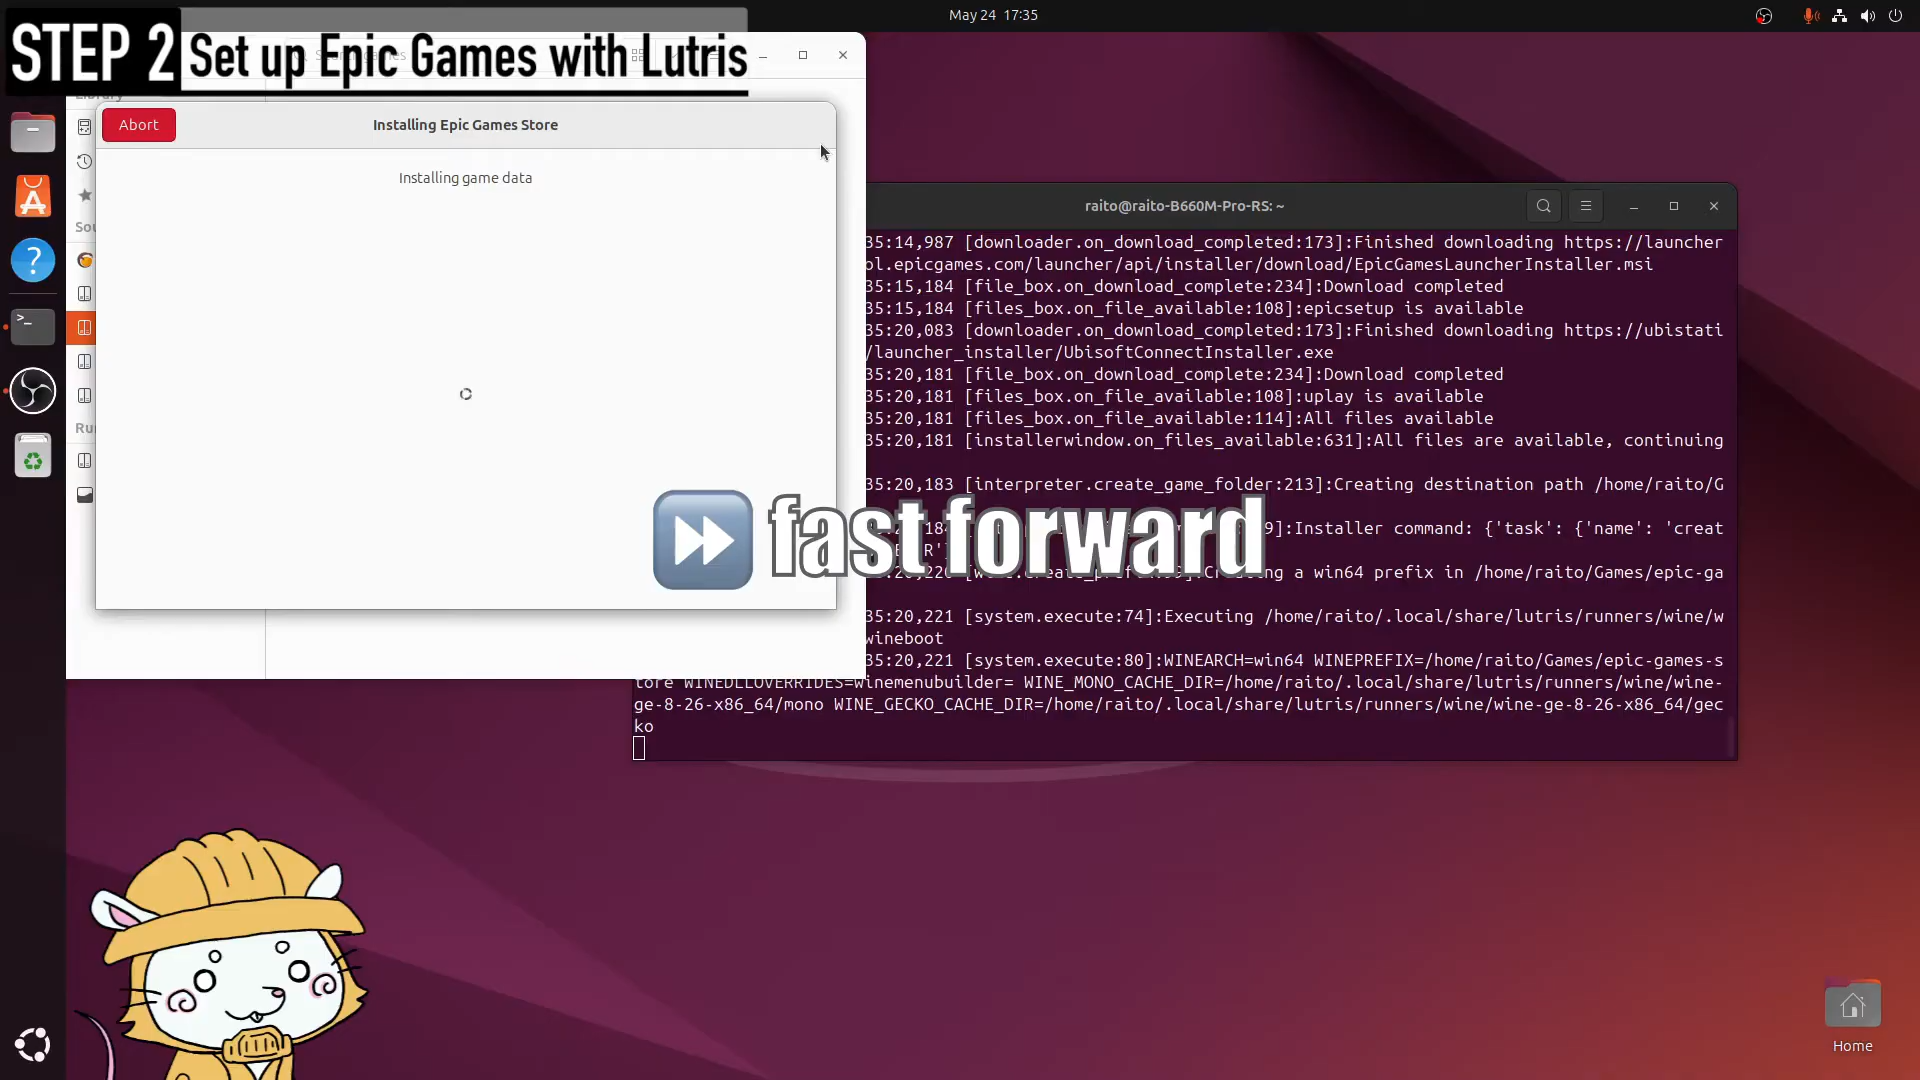 May 24 17:35
STEP 2 Set up Epic Games with Lutris
Abort
Installing Epic Games Store
Installing game data
raito@raito-B660M-Pro-RS: ~
35:14,987 [downloader.on_download_completed:173]:Finished downloading https://launcher
ol.epicgames.com/launcher/api/installer/download/EpicGamesLauncherInstaller.msi
35:15,184 [file_box.on_download_complete:234]:Download completed
35:15,184 [files_box.on_file_available:108]:epicsetup is available
35:20,083 [downloader.on_download_completed:173]:Finished downloading https://ubistati
/launcher_installer/UbisoftConnectInstaller.exe
35:20,181 [file_box.on_download_complete:234]:Download completed
35:20,181 [files_box.on_file_available:108]:uplay is available
35:20,181 [files_box.on_file_available:114]:All files available
35:20,181 [installerwindow.on_files_available:631]:All files are available, continuing
35:20,183 [interpreter.create_game_folder:213]:Creating destination path /home/raito/G
9]:Installer command: {'task': {'name': 'creat
fast forward
Creating a win64 prefix in /home/raito/Games/epic-ga
35:20,221 [system.execute:74]:Executing /home/raito/.local/share/lutris/runners/wine/w
wineboot
35:20,221 [system.execute:80]:WINEARCH=win64 WINEPREFIX=/home/raito/Games/epic-games-s
tore WINEDLLOVERRIDES=winemenubuilder= WINE_MONO_CACHE_DIR=/home/raito/.local/share/lutris/runners/wine/wine-
ge-8-26-x86_64/mono WINE_GECKO_CACHE_DIR=/home/raito/.local/share/lutris/runners/wine/wine-ge-8-26-x86_64/gec
ko
Home